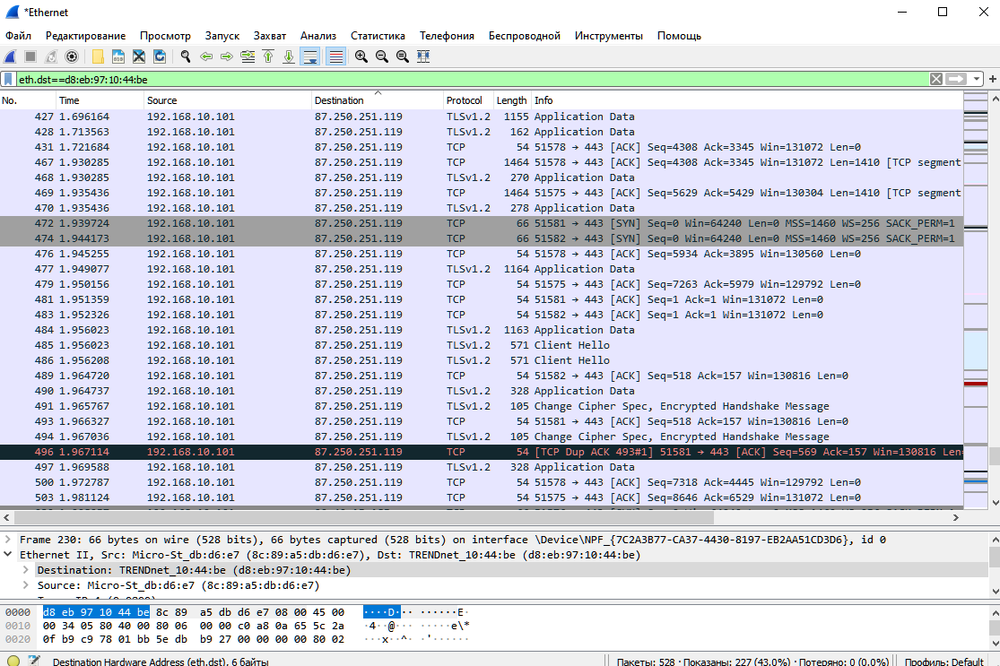 *Ethernet
Файл Редактирование Просмотр Запуск Захват Анализ Статистика Телефония Беспроводной Инструменты Помощь
eth.dst==d8:eb:97:10:44:be
No. Time Source Destination Protocol Length Info
427 1.696164 192.168.10.101 87.250.251.119 TLSv1.2 1155 Application Data
428 1.713563 192.168.10.101 87.250.251.119 TLSv1.2 162 Application Data
431 1.721684 192.168.10.101 87.250.251.119 TCP 54 51578 → 443 [ACK] Seq=4308 Ack=3345 Win=131072 Len=0
467 1.930285 192.168.10.101 87.250.251.119 TCP 1464 51578 → 443 [ACK] Seq=4308 Ack=3345 Win=131072 Len=1410 [TCP segment
468 1.930285 192.168.10.101 87.250.251.119 TLSv1.2 270 Application Data
469 1.935436 192.168.10.101 87.250.251.119 TCP 1464 51575 → 443 [ACK] Seq=5629 Ack=5429 Win=130304 Len=1410 [TCP segment
470 1.935436 192.168.10.101 87.250.251.119 TLSv1.2 278 Application Data
472 1.939724 192.168.10.101 87.250.251.119 TCP 66 51581 → 443 [SYN] Seq=0 Win=64240 Len=0 MSS=1460 WS=256 SACK_PERM=1
474 1.944173 192.168.10.101 87.250.251.119 TCP 66 51582 → 443 [SYN] Seq=0 Win=64240 Len=0 MSS=1460 WS=256 SACK_PERM=1
476 1.945255 192.168.10.101 87.250.251.119 TCP 54 51578 → 443 [ACK] Seq=5934 Ack=3895 Win=130560 Len=0
477 1.949077 192.168.10.101 87.250.251.119 TLSv1.2 1164 Application Data
479 1.950156 192.168.10.101 87.250.251.119 TCP 54 51575 → 443 [ACK] Seq=7263 Ack=5979 Win=129792 Len=0
481 1.951359 192.168.10.101 87.250.251.119 TCP 54 51581 → 443 [ACK] Seq=1 Ack=1 Win=131072 Len=0
483 1.952326 192.168.10.101 87.250.251.119 TCP 54 51582 → 443 [ACK] Seq=1 Ack=1 Win=131072 Len=0
484 1.956023 192.168.10.101 87.250.251.119 TLSv1.2 1163 Application Data
485 1.956023 192.168.10.101 87.250.251.119 TLSv1.2 571 Client Hello
486 1.956208 192.168.10.101 87.250.251.119 TLSv1.2 571 Client Hello
489 1.964720 192.168.10.101 87.250.251.119 TCP 54 51582 → 443 [ACK] Seq=518 Ack=157 Win=130816 Len=0
490 1.964737 192.168.10.101 87.250.251.119 TLSv1.2 328 Application Data
491 1.965767 192.168.10.101 87.250.251.119 TLSv1.2 105 Change Cipher Spec, Encrypted Handshake Message
493 1.966327 192.168.10.101 87.250.251.119 TCP 54 51581 → 443 [ACK] Seq=518 Ack=157 Win=130816 Len=0
494 1.967036 192.168.10.101 87.250.251.119 TLSv1.2 105 Change Cipher Spec, Encrypted Handshake Message
496 1.967114 192.168.10.101 87.250.251.119 TCP 54 [TCP Dup ACK 493#1] 51581 → 443 [ACK] Seq=569 Ack=157 Win=130816 Len=
497 1.969588 192.168.10.101 87.250.251.119 TLSv1.2 328 Application Data
500 1.972787 192.168.10.101 87.250.251.119 TCP 54 51578 → 443 [ACK] Seq=7318 Ack=4445 Win=129792 Len=0
503 1.981124 192.168.10.101 87.250.251.119 TCP 54 51575 → 443 [ACK] Seq=8646 Ack=6529 Win=131072 Len=0
Frame 230: 66 bytes on wire (528 bits), 66 bytes captured (528 bits) on interface \Device\NPF_{7C2A3B77-CA37-4430-8197-EB2AA51CD3D6}, id 0
Ethernet II, Src: Micro-St_db:d6:e7 (8c:89:a5:db:d6:e7), Dst: TRENDnet_10:44:be (d8:eb:97:10:44:be)
Destination: TRENDnet_10:44:be (d8:eb:97:10:44:be)
Source: Micro-St_db:d6:e7 (8c:89:a5:db:d6:e7)
0000 d8 eb 97 10 44 be 8c 89 a5 db d6 e7 08 00 45 00 ····D··· ······E·
0010 00 34 05 80 40 00 80 06 00 00 c0 a8 0a 65 5c 2a ·4··@··· ·····e\*
0020 0f b9 c9 78 01 bb 5e db b9 27 00 00 00 00 80 02 ···x··^· ·'······
Destination Hardware Address (eth.dst), 6 байты
Пакеты: 528 · Показаны: 227 (43.0%) · Потеряно: 0 (0.0%)
Профиль: Default